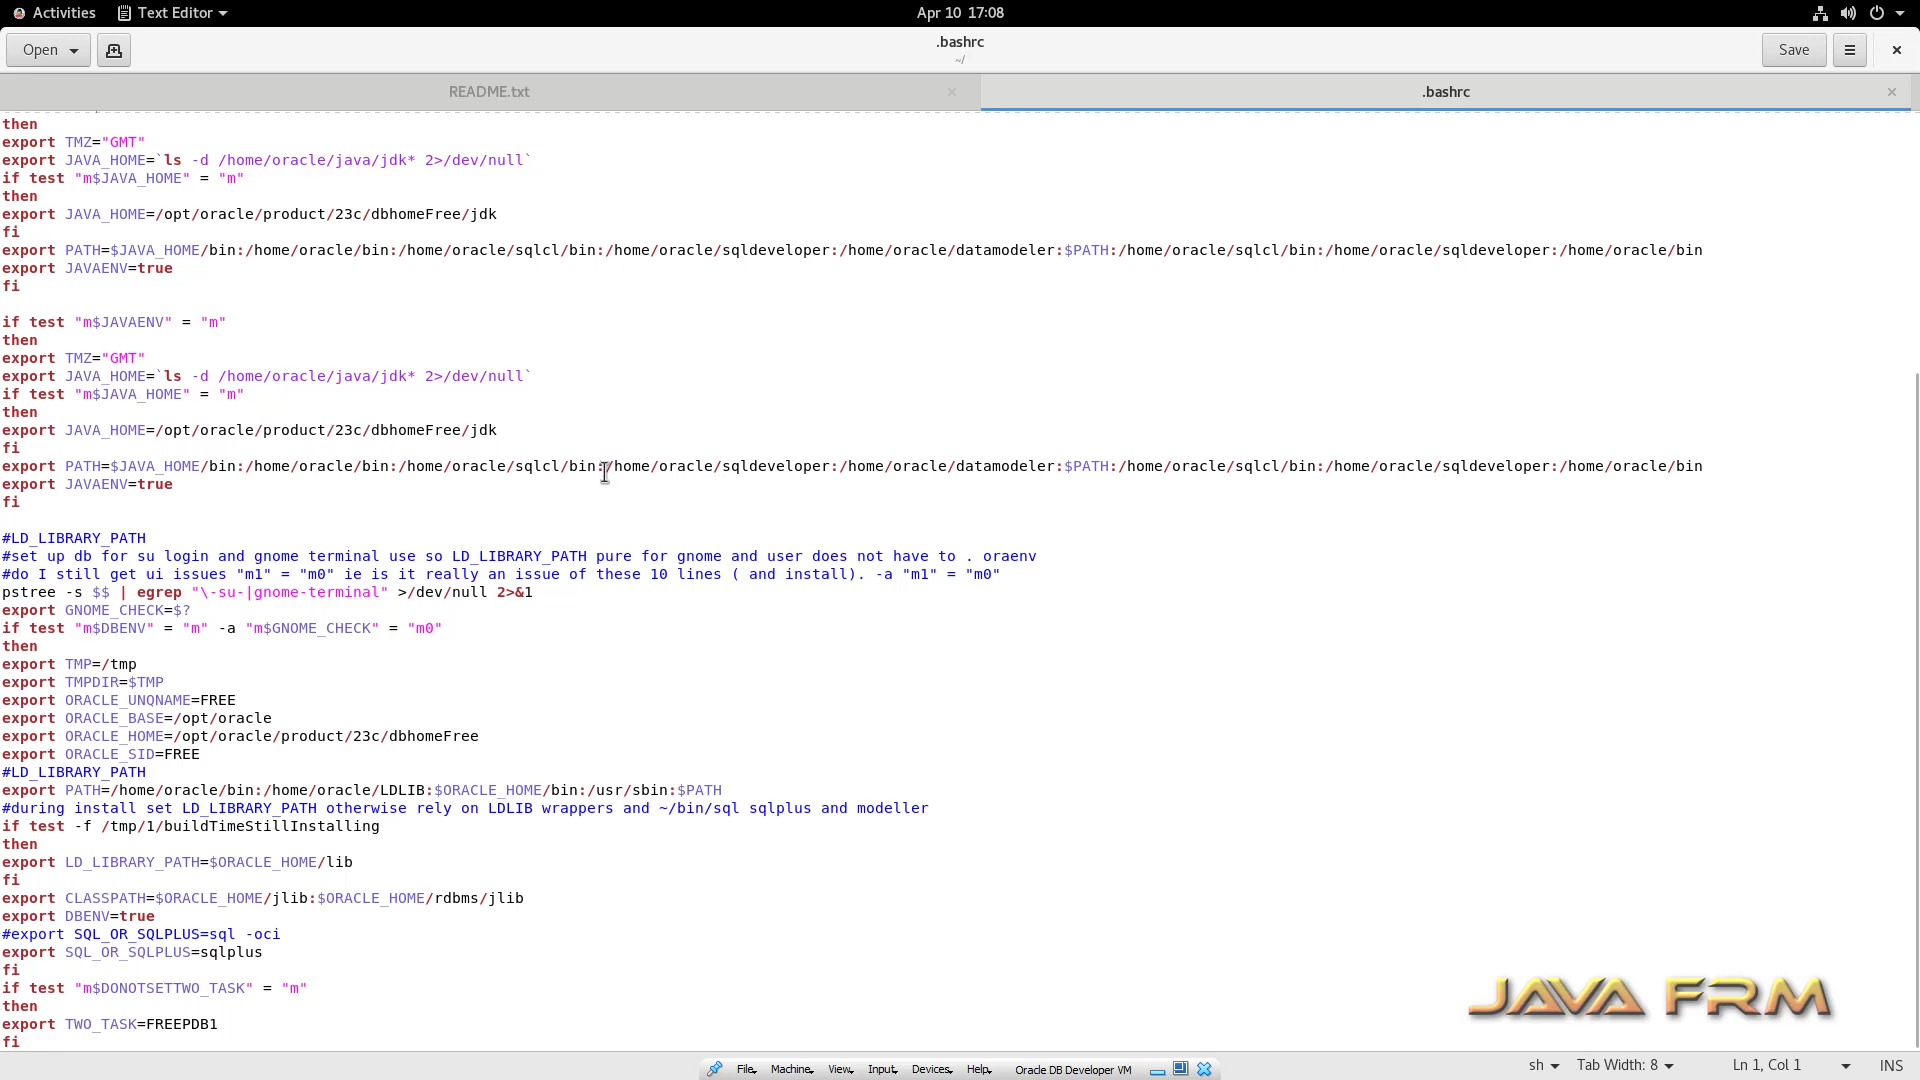 Activities Text Editor Apr 10 17:08
Open .bashrc Save
~/
README.txt .bashrc
then
export TMZ="GMT"
export JAVA_HOME=`ls -d /home/oracle/java/jdk* 2>/dev/null`
if test "m$JAVA_HOME" = "m"
then
export JAVA_HOME=/opt/oracle/product/23c/dbhomeFree/jdk
fi
export PATH=$JAVA_HOME/bin:/home/oracle/bin:/home/oracle/sqlcl/bin:/home/oracle/sqldeveloper:/home/oracle/datamodeler:$PATH:/home/oracle/sqlcl/bin:/home/oracle/sqldeveloper:/home/oracle/bin
export JAVAENV=true
fi
if test "m$JAVAENV" = "m"
then
export TMZ="GMT"
export JAVA_HOME=`ls -d /home/oracle/java/jdk* 2>/dev/null`
if test "m$JAVA_HOME" = "m"
then
export JAVA_HOME=/opt/oracle/product/23c/dbhomeFree/jdk
fi
export PATH=$JAVA_HOME/bin:/home/oracle/bin:/home/oracle/sqlcl/bin:/home/oracle/sqldeveloper:/home/oracle/datamodeler:$PATH:/home/oracle/sqlcl/bin:/home/oracle/sqldeveloper:/home/oracle/bin
export JAVAENV=true
fi
#LD_LIBRARY_PATH
#set up db for su login and gnome terminal use so LD_LIBRARY_PATH pure for gnome and user does not have to . oraenv
#do I still get ui issues "m1" = "m0" ie is it really an issue of these 10 lines ( and install). -a "m1" = "m0"
pstree -s $$ | egrep "\-su-|gnome-terminal" >/dev/null 2>&1
export GNOME_CHECK=$?
if test "m$DBENV" = "m" -a "m$GNOME_CHECK" = "m0"
then
export TMP=/tmp
export TMPDIR=$TMP
export ORACLE_UNQNAME=FREE
export ORACLE_BASE=/opt/oracle
export ORACLE_HOME=/opt/oracle/product/23c/dbhomeFree
export ORACLE_SID=FREE
#LD_LIBRARY_PATH
export PATH=/home/oracle/bin:/home/oracle/LDLIB:$ORACLE_HOME/bin:/usr/sbin:$PATH
#during install set LD_LIBRARY_PATH otherwise rely on LDLIB wrappers and ~/bin/sql sqlplus and modeller
if test -f /tmp/1/buildTimeStillInstalling
then
export LD_LIBRARY_PATH=$ORACLE_HOME/lib
fi
export CLASSPATH=$ORACLE_HOME/jlib:$ORACLE_HOME/rdbms/jlib
export DBENV=true
#export SQL_OR_SQLPLUS=sql -oci
export SQL_OR_SQLPLUS=sqlplus
fi
if test "m$DONOTSETTWO_TASK" = "m"
then
export TWO_TASK=FREEPDB1
fi
JAVA FRM
File Machine View Input Devices Help Oracle DB Developer VM sh Tab Width: 8 Ln 1, Col 1 INS